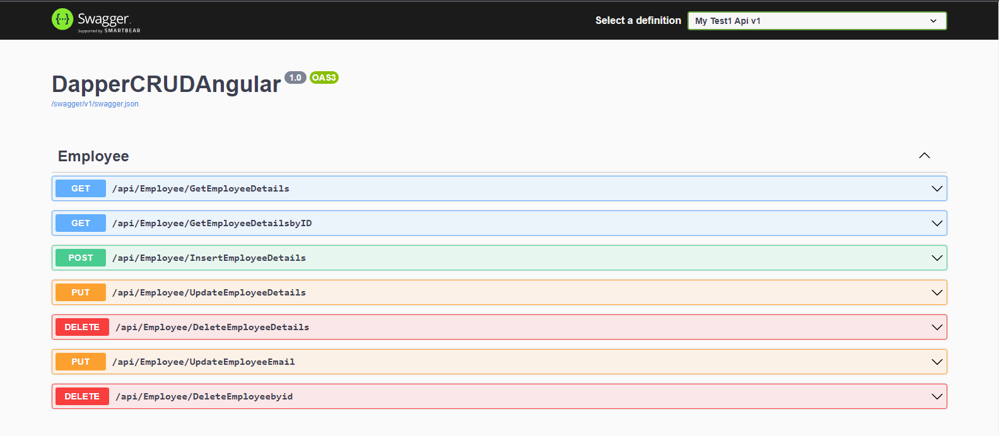 {···} Swagger
Supported by SMARTBEAR
Select a definition My Test1 Api v1
DapperCRUDAngular 1.0 OAS3
/swagger/v1/swagger.json
Employee
GET /api/Employee/GetEmployeeDetails
GET /api/Employee/GetEmployeeDetailsbyID
POST /api/Employee/InsertEmployeeDetails
PUT /api/Employee/UpdateEmployeeDetails
DELETE /api/Employee/DeleteEmployeeDetails
PUT /api/Employee/UpdateEmployeeEmail
DELETE /api/Employee/DeleteEmployeebyid